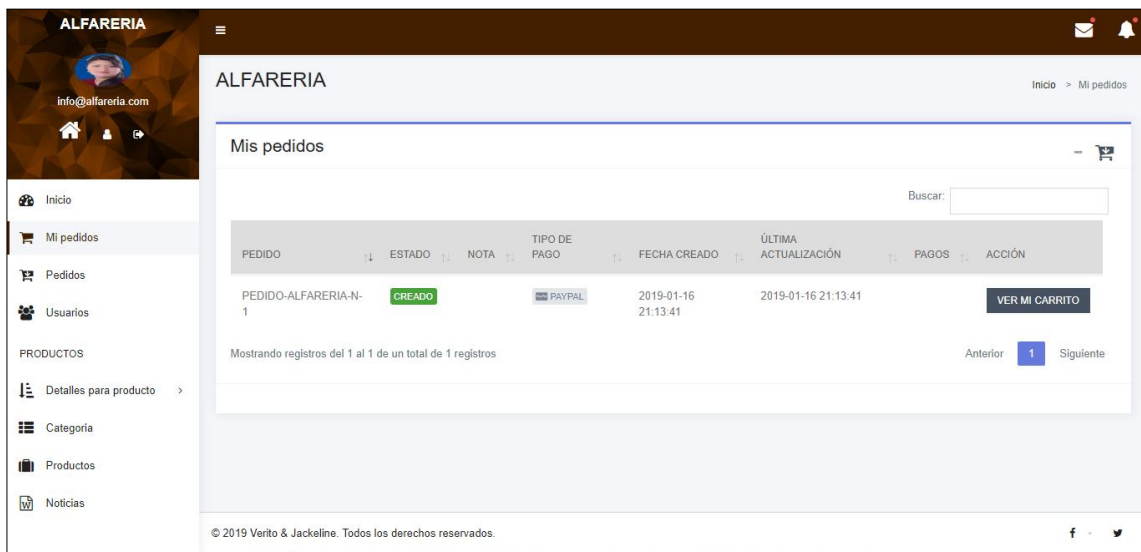 ALFARERIA
info@alfareria.com
Inicio
Mi pedidos
Pedidos
Usuarios
PRODUCTOS
Detalles para producto >
Categoria
Productos
Noticias
ALFARERIA
Inicio > Mi pedidos
Mis pedidos
Buscar:
PEDIDO ESTADO NOTA TIPO DE PAGO FECHA CREADO ÚLTIMA ACTUALIZACIÓN PAGOS ACCIÓN
PEDIDO-ALFARERIA-N-1 CREADO PAYPAL 2019-01-16 21:13:41 2019-01-16 21:13:41 VER MI CARRITO
Mostrando registros del 1 al 1 de un total de 1 registros
Anterior 1 Siguiente
© 2019 Verito & Jackeline. Todos los derechos reservados.